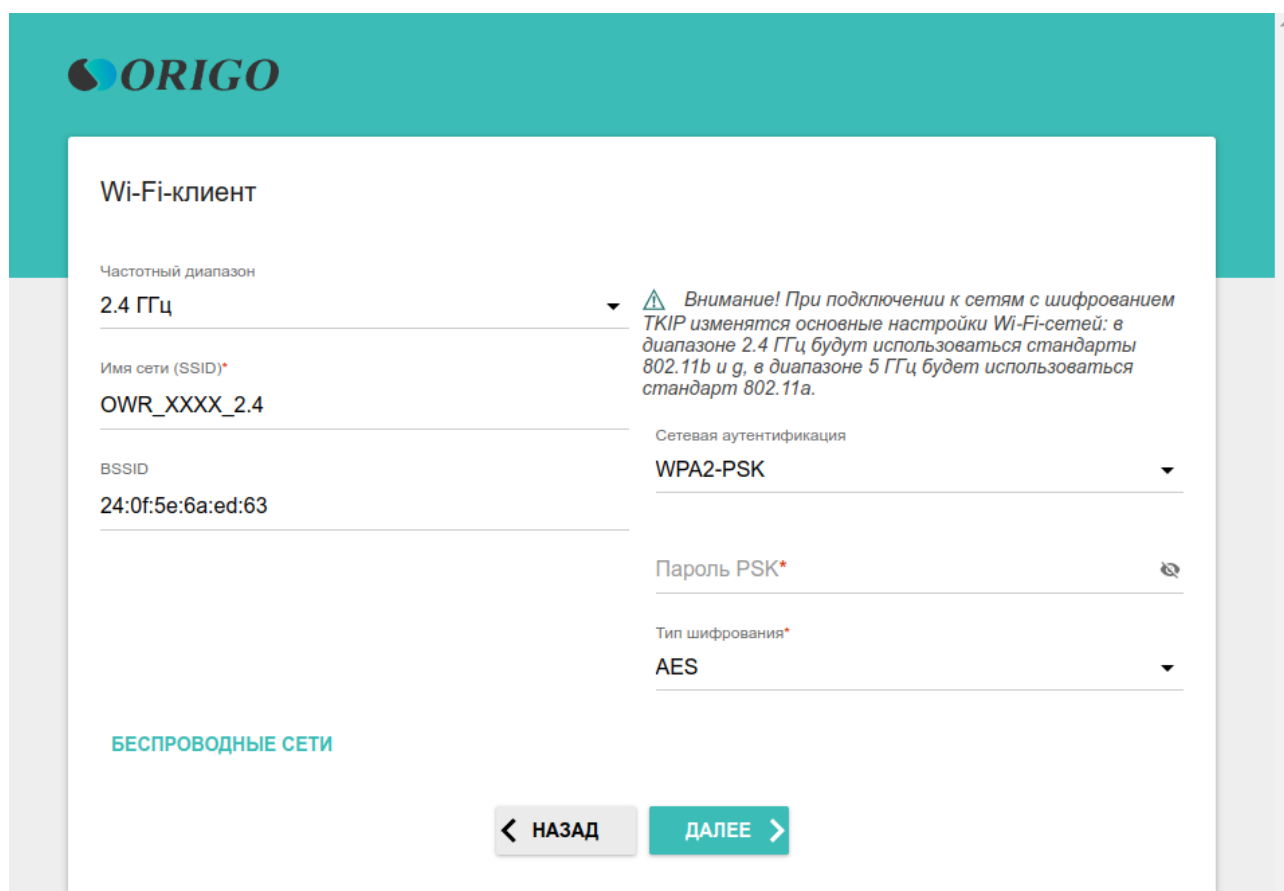 ORIGO
Wi-Fi-клиент
Частотный диапазон
2.4 ГГц
Имя сети (SSID)*
OWR_XXXX_2.4
BSSID
24:0f:5e:6a:ed:63
Внимание! При подключении к сетям с шифрованием
TKIP изменятся основные настройки Wi-Fi-сетей: в
диапазоне 2.4 ГГц будут использоваться стандарты
802.11b и g, в диапазоне 5 ГГц будет использоваться
стандарт 802.11a.
Сетевая аутентификация
WPA2-PSK
Пароль PSK*
Тип шифрования*
AES
БЕСПРОВОДНЫЕ СЕТИ
НАЗАД
ДАЛЕЕ